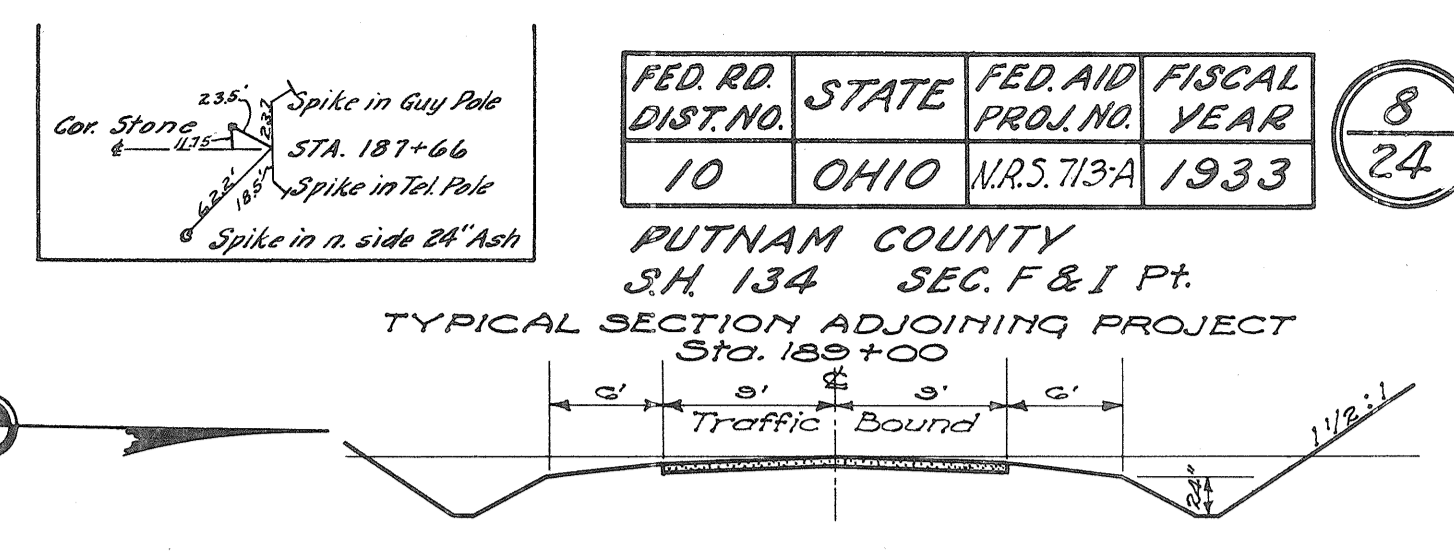 23.5'
23.2
Spike in Guy Pole
Cor. Stone
℄
11.75
STA. 187+66
62.2'
18.5'
Spike in Tel. Pole
Spike in n. side 24" Ash
FED. RD. DIST. NO.
STATE
FED. AID PROJ. NO.
FISCAL YEAR
10
OHIO
N.R.S. 713-A
1933
8
24
PUTNAM COUNTY
S.H. 134 SEC. F & I Pt.
TYPICAL SECTION ADJOINING PROJECT
Sta. 189+00
℄
6' 9' 9' 6'
Traffic Bound
1 1/2 : 1
24"